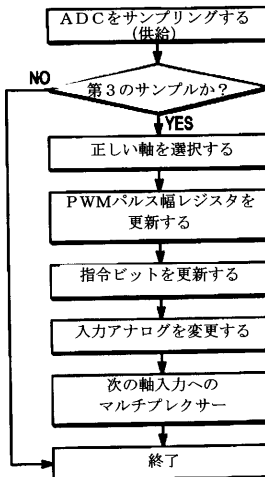 ADCをサンプリングする
(供給)
NO
第3のサンプルか？
YES
正しい軸を選択する
PWMパルス幅レジスタを
更新する
指令ビットを更新する
入力アナログを変更する
次の軸入力への
マルチプレクサー
終了